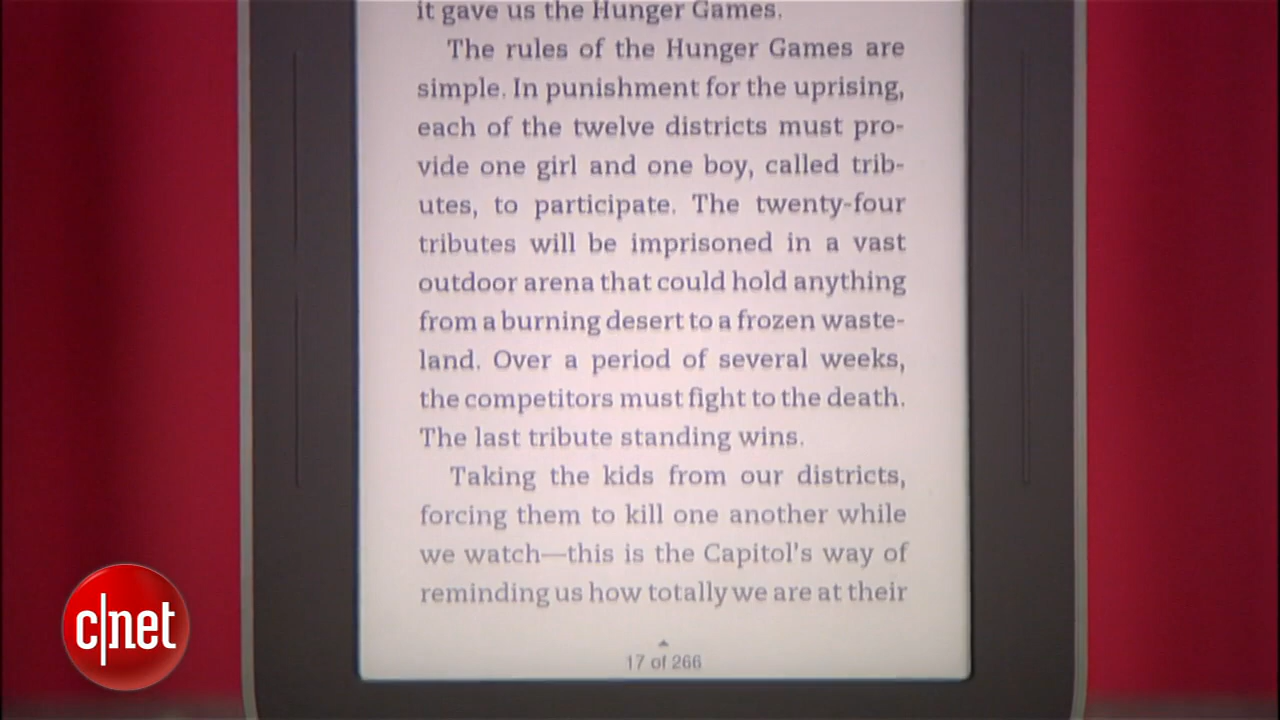 it gave us the Hunger Games.
The rules of the Hunger Games are
simple. In punishment for the uprising,
each of the twelve districts must pro-
vide one girl and one boy, called trib-
utes, to participate. The twenty-four
tributes will be imprisoned in a vast
outdoor arena that could hold anything
from a burning desert to a frozen waste-
land. Over a period of several weeks,
the competitors must fight to the death.
The last tribute standing wins.
Taking the kids from our districts,
forcing them to kill one another while
we watch—this is the Capitol's way of
reminding us how totally we are at their
17 of 266
c|net